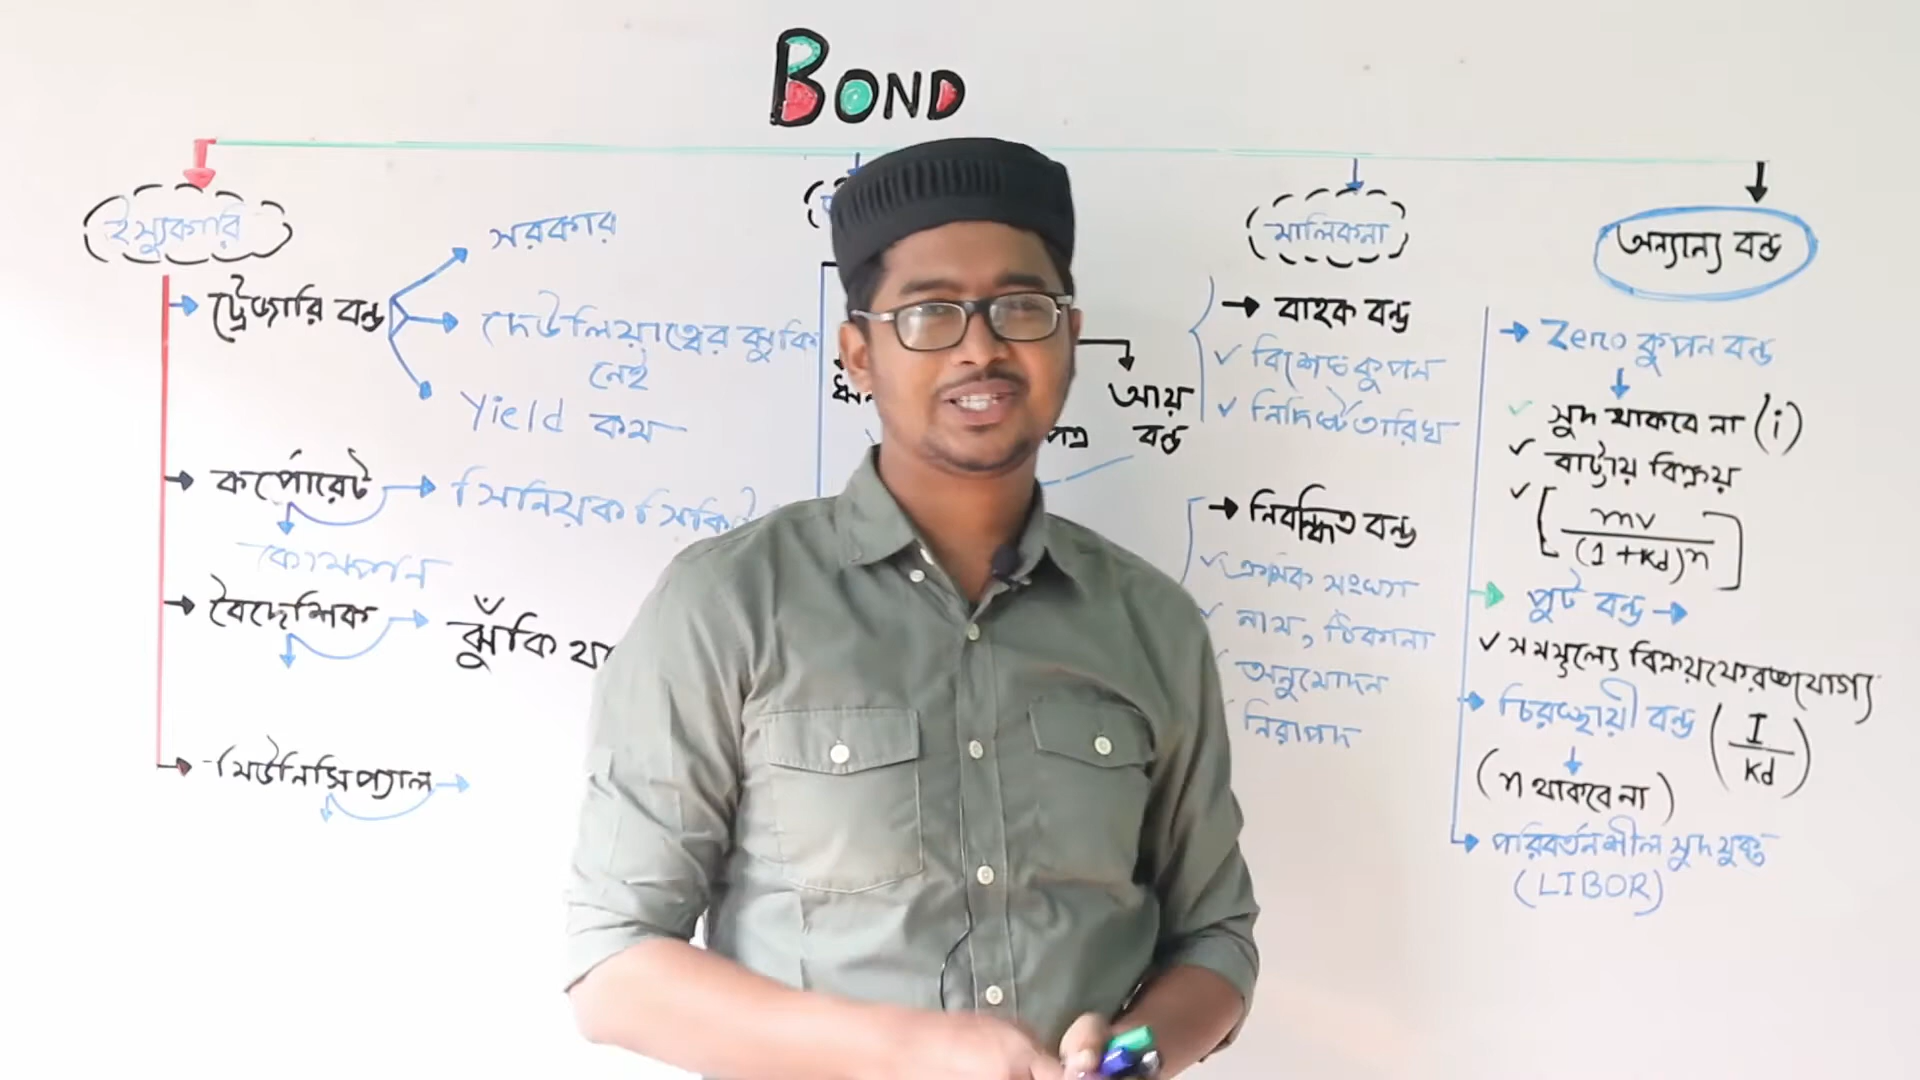 BOND
ইস্যুকারি
ট্রেজারি বন্ড
সরকার
দেউলিয়াত্বের ঝুকি
নেই
Yield কম
কর্পোরেট
কোম্পানি
বৈদেশিক
ঝুঁকি
মিউনিসিপ্যাল
আয়
বন্ড
মালিকানা
বাহক বন্ড
✓ বিশেষ্ট কুপন
✓ নির্দিষ্ট তারিখ
নিবন্ধিত বন্ড
✓ ক্রমিক সংখ্যা
✓ নাম, ঠিকানা
✓ অনুমোদন
✓ নিরাপদ
অন্যান্য বন্ড
Zero কুপন বন্ড
✓ সুদ থাকবে না (i)
✓ বাট্টায় বিক্রয়
✓ [mv / (1+Kd)^n]
পুট বন্ড
✓ সমমূল্যে বিক্রয়ফেরতযোগ্য
চিরস্থায়ী বন্ড (I / Kd)
(n থাকবে না)
পরিবর্তনশীল সুদ যুক্ত
(LIBOR)